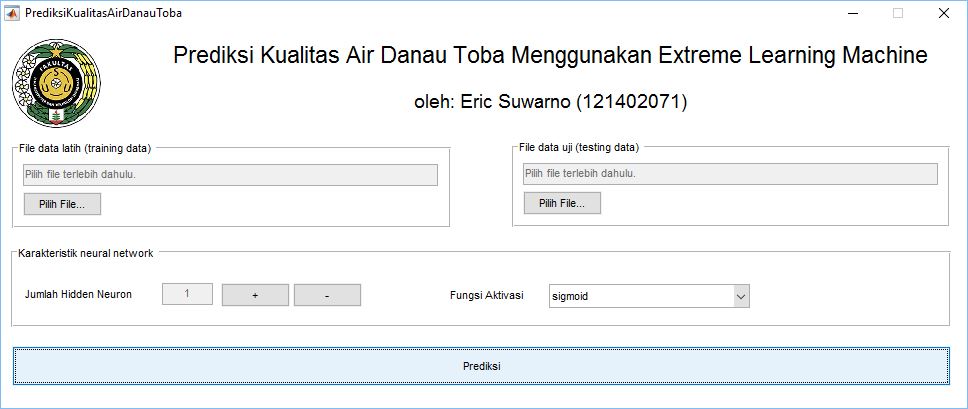 PrediksiKualitasAirDanauToba
Prediksi Kualitas Air Danau Toba Menggunakan Extreme Learning Machine
oleh: Eric Suwarno (121402071)
FAKULTAS
File data latih (training data)
Pilih file terlebih dahulu.
Pilih File...
File data uji (testing data)
Pilih file terlebih dahulu.
Pilih File...
Karakteristik neural network
Jumlah Hidden Neuron
1
+
-
Fungsi Aktivasi
sigmoid
Prediksi